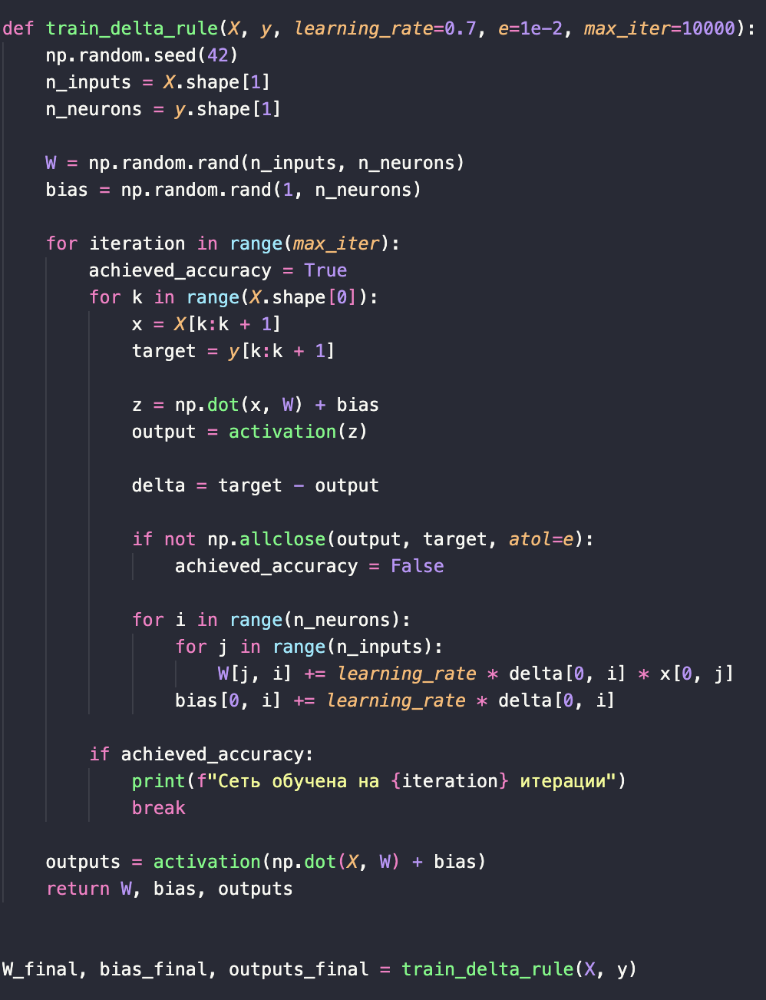 def train_delta_rule(X, y, learning_rate=0.7, e=1e-2, max_iter=10000):
    np.random.seed(42)
    n_inputs = X.shape[1]
    n_neurons = y.shape[1]

    W = np.random.rand(n_inputs, n_neurons)
    bias = np.random.rand(1, n_neurons)

    for iteration in range(max_iter):
        achieved_accuracy = True
        for k in range(X.shape[0]):
            x = X[k:k + 1]
            target = y[k:k + 1]

            z = np.dot(x, W) + bias
            output = activation(z)

            delta = target - output

            if not np.allclose(output, target, atol=e):
                achieved_accuracy = False

            for i in range(n_neurons):
                for j in range(n_inputs):
                    W[j, i] += learning_rate * delta[0, i] * x[0, j]
                bias[0, i] += learning_rate * delta[0, i]

        if achieved_accuracy:
            print(f"Сеть обучена на {iteration} итерации")
            break

    outputs = activation(np.dot(X, W) + bias)
    return W, bias, outputs


W_final, bias_final, outputs_final = train_delta_rule(X, y)